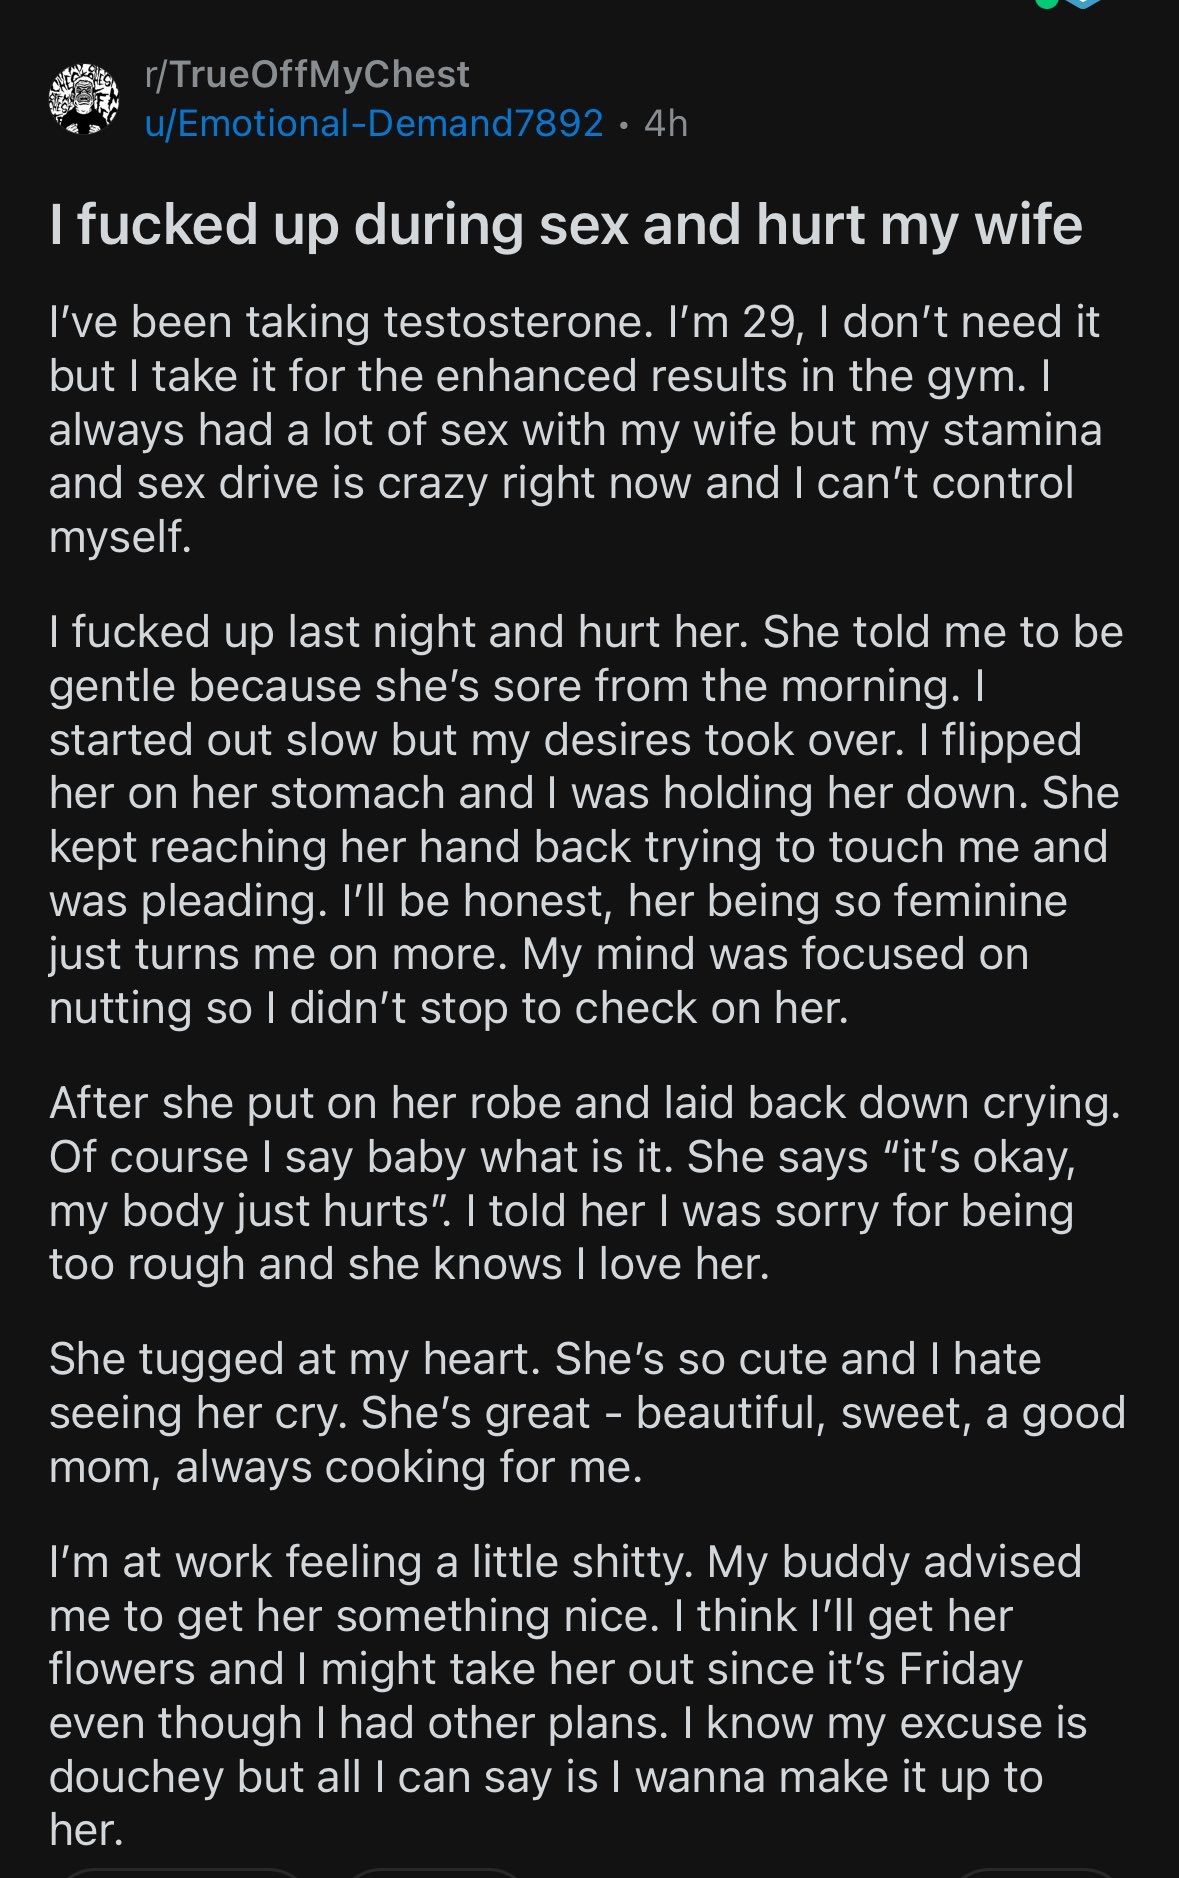 r/TrueOffMyChest
u/Emotional-Demand7892 • 4h
I fucked up during sex and hurt my wife
I've been taking testosterone. I'm 29, I don't need it
but I take it for the enhanced results in the gym. I
always had a lot of sex with my wife but my stamina
and sex drive is crazy right now and I can't control
myself.
I fucked up last night and hurt her. She told me to be
gentle because she's sore from the morning. I
started out slow but my desires took over. I flipped
her on her stomach and I was holding her down. She
kept reaching her hand back trying to touch me and
was pleading. I'll be honest, her being so feminine
just turns me on more. My mind was focused on
nutting so I didn't stop to check on her.
After she put on her robe and laid back down crying.
Of course I say baby what is it. She says “it's okay,
my body just hurts”. I told her I was sorry for being
too rough and she knows I love her.
She tugged at my heart. She's so cute and I hate
seeing her cry. She's great - beautiful, sweet, a good
mom, always cooking for me.
I'm at work feeling a little shitty. My buddy advised
me to get her something nice. I think I'll get her
flowers and I might take her out since it's Friday
even though I had other plans. I know my excuse is
douchey but all I can say is I wanna make it up to
her.